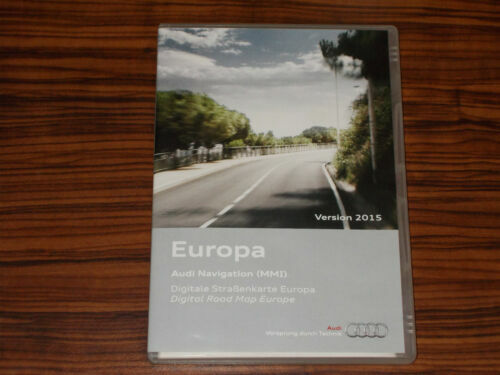 Version 2015
Europa
Audi Navigation (MMI)
Digitale Straßenkarte Europa
Digital Road Map Europe
Audi
Vorsprung durch Technik